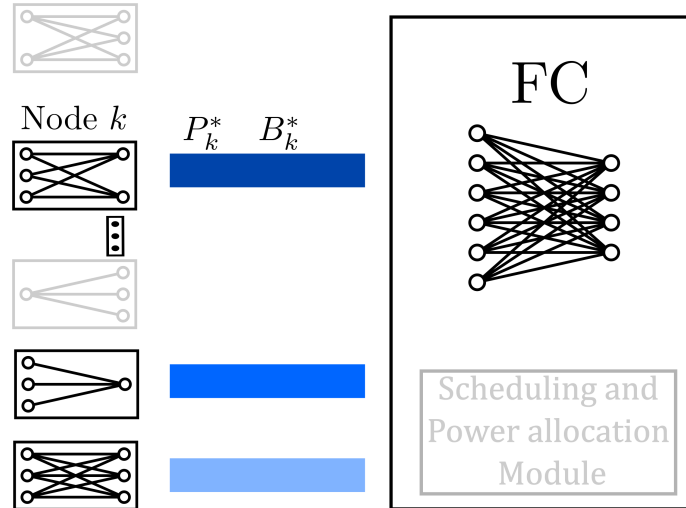 FC
Node k
P*k B*k
Scheduling and
Power allocation
Module